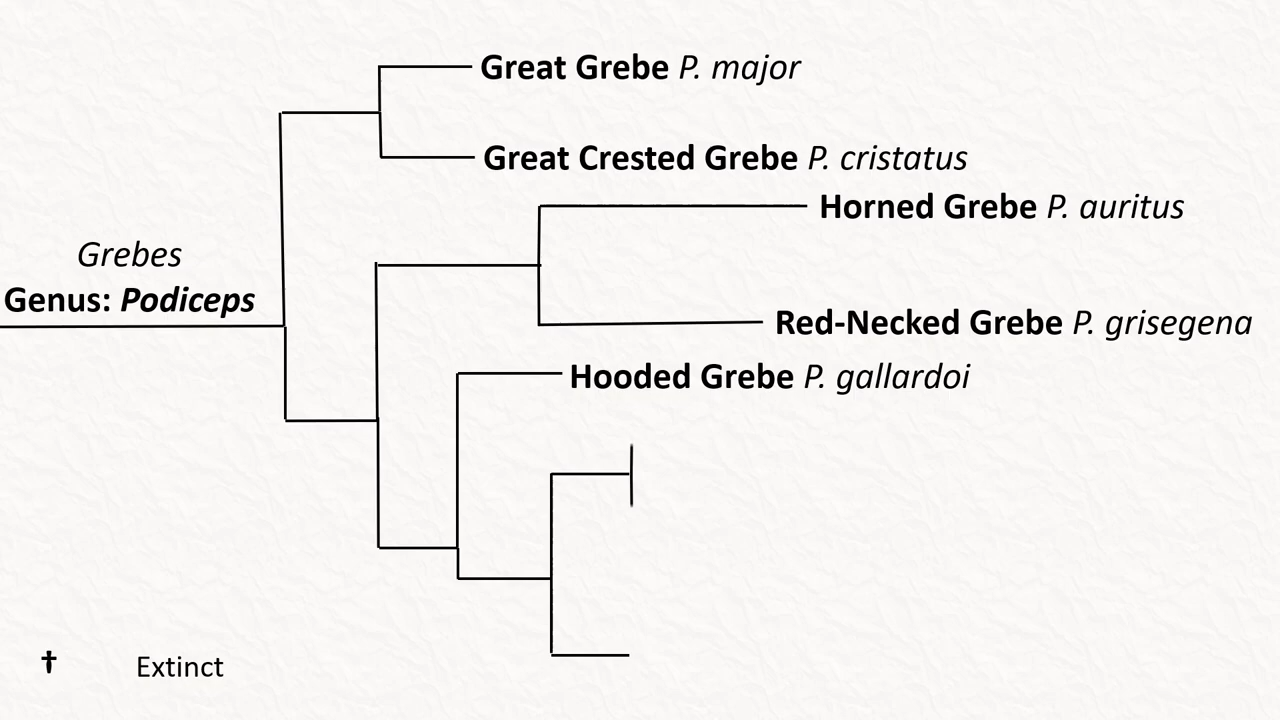 Great Grebe P. major
Great Crested Grebe P. cristatus
Horned Grebe P. auritus
Grebes
Genus: Podiceps
Red-Necked Grebe P. grisegena
Hooded Grebe P. gallardoi
† Extinct